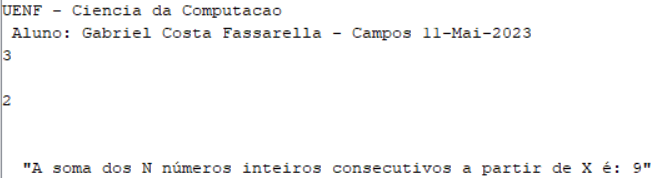 UENF - Ciencia da Computacao
Aluno: Gabriel Costa Fassarella - Campos 11-Mai-2023
3
2
"A soma dos N números inteiros consecutivos a partir de X é: 9"